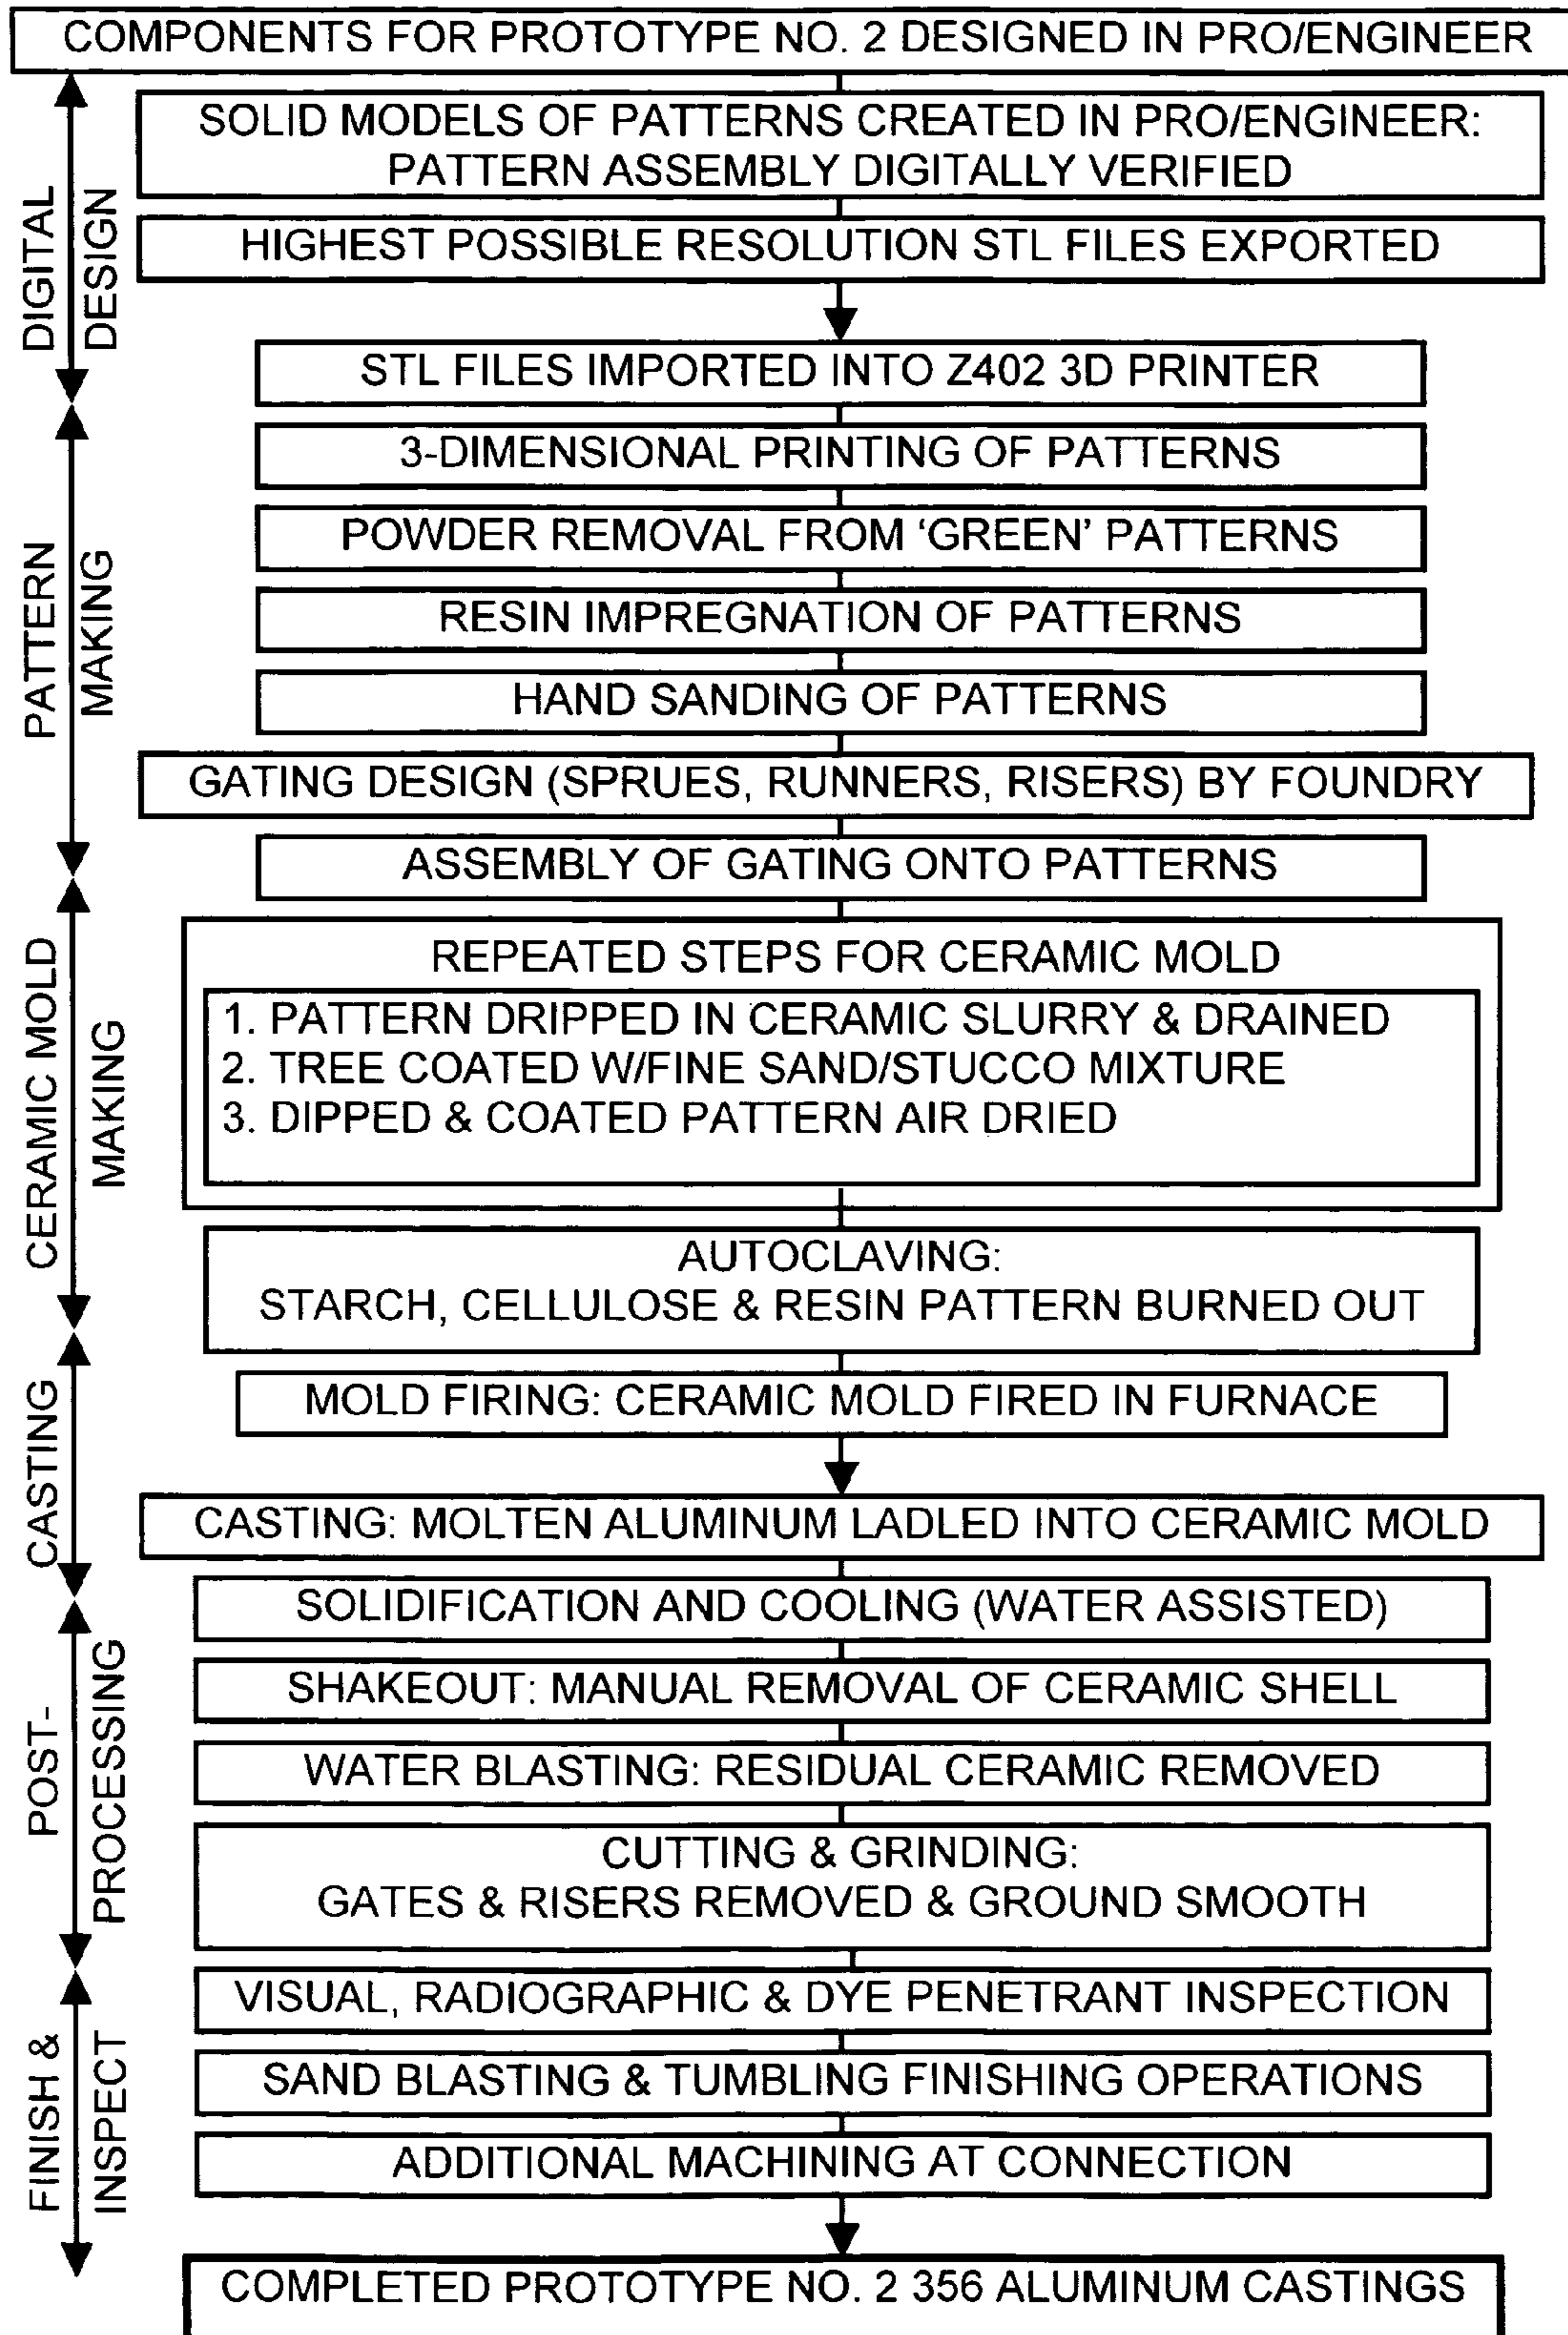 COMPONENTS FOR PROTOTYPE NO. 2 DESIGNED IN PRO/ENGINEER
DIGITAL
DESIGN
SOLID MODELS OF PATTERNS CREATED IN PRO/ENGINEER:
PATTERN ASSEMBLY DIGITALLY VERIFIED
HIGHEST POSSIBLE RESOLUTION STL FILES EXPORTED
STL FILES IMPORTED INTO Z402 3D PRINTER
PATTERN
MAKING
3-DIMENSIONAL PRINTING OF PATTERNS
POWDER REMOVAL FROM ‘GREEN’ PATTERNS
RESIN IMPREGNATION OF PATTERNS
HAND SANDING OF PATTERNS
GATING DESIGN (SPRUES, RUNNERS, RISERS) BY FOUNDRY
ASSEMBLY OF GATING ONTO PATTERNS
CERAMIC MOLD
MAKING
REPEATED STEPS FOR CERAMIC MOLD
1. PATTERN DRIPPED IN CERAMIC SLURRY & DRAINED
2. TREE COATED W/FINE SAND/STUCCO MIXTURE
3. DIPPED & COATED PATTERN AIR DRIED
AUTOCLAVING:
STARCH, CELLULOSE & RESIN PATTERN BURNED OUT
CASTING
MOLD FIRING: CERAMIC MOLD FIRED IN FURNACE
CASTING: MOLTEN ALUMINUM LADLED INTO CERAMIC MOLD
POST-
PROCESSING
SOLIDIFICATION AND COOLING (WATER ASSISTED)
SHAKEOUT: MANUAL REMOVAL OF CERAMIC SHELL
WATER BLASTING: RESIDUAL CERAMIC REMOVED
CUTTING & GRINDING:
GATES & RISERS REMOVED & GROUND SMOOTH
FINISH &
INSPECT
VISUAL, RADIOGRAPHIC & DYE PENETRANT INSPECTION
SAND BLASTING & TUMBLING FINISHING OPERATIONS
ADDITIONAL MACHINING AT CONNECTION
COMPLETED PROTOTYPE NO. 2 356 ALUMINUM CASTINGS